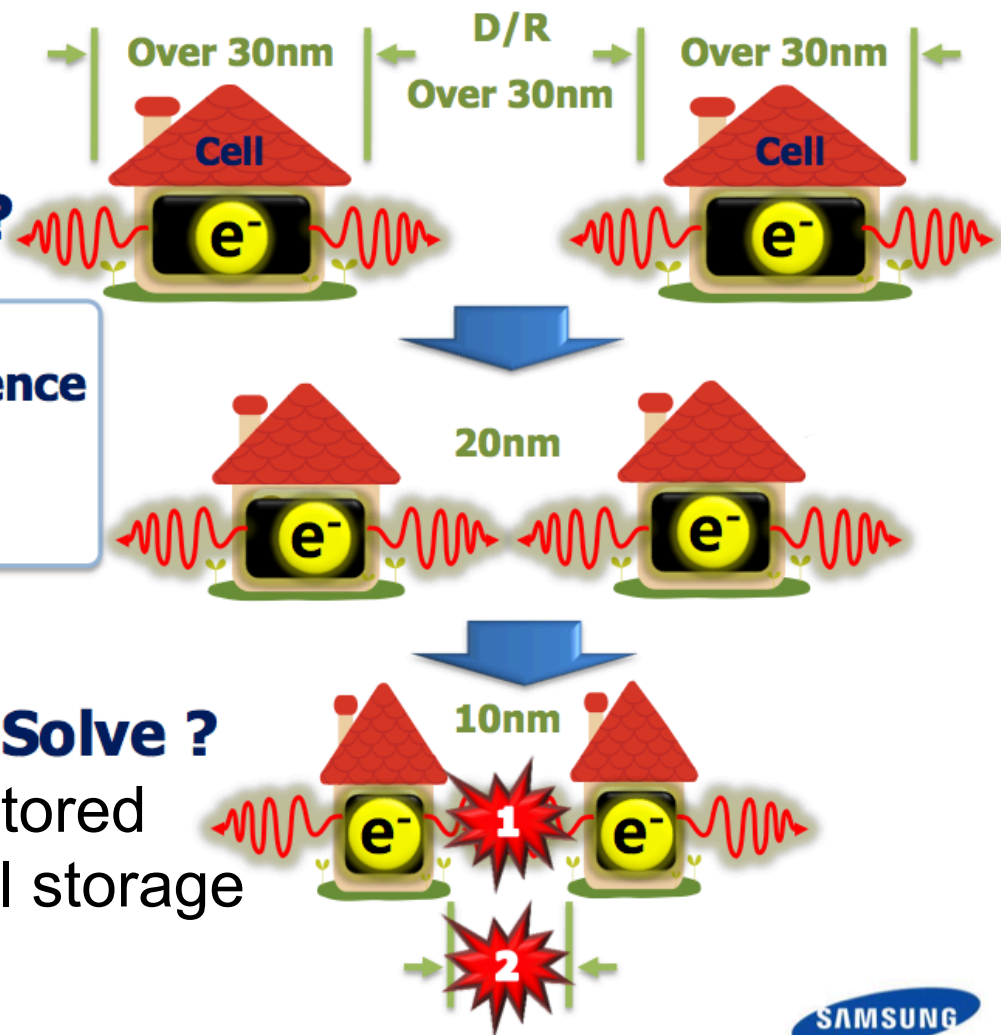 D/R
Over 30nm
Over 30nm
Over 30nm
Cell
Cell
?
e-
e-
ence
20nm
e-
e-
Solve ?
10nm
tored
e-
1
e-
l storage
2
SAMSUNG